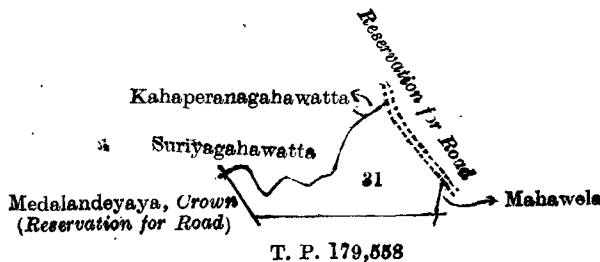 Reservation for Road
Kahaperanagahawatta
Suriyagahawatta
31
Medalandeyaya, Crown
(Reservation for Road)
Mahawela
T. P. 179,558